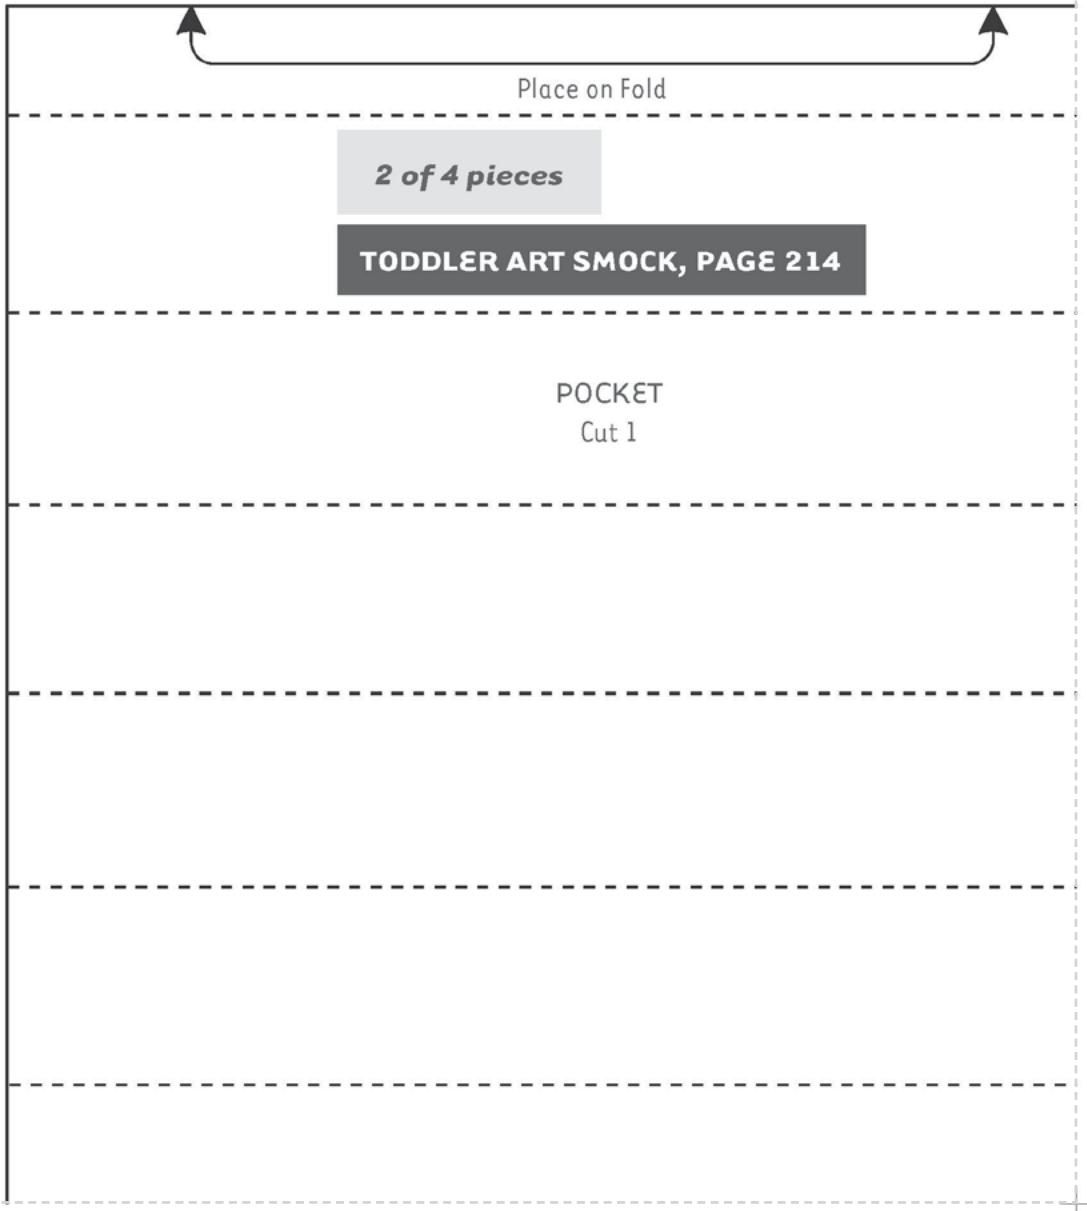 Place on Fold
2 of 4 pieces
TODDLER ART SMOCK, PAGE 214
POCKET
Cut 1